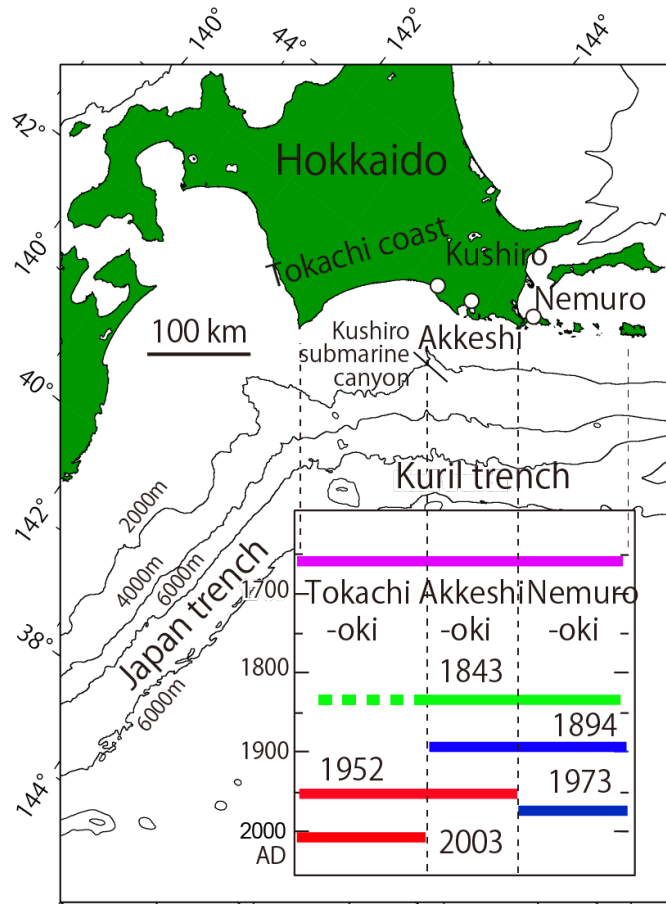 140°
44°
142°
144°
42°
Hokkaido
140°
Tokachi coast
Kushiro
Nemuro
100 km
Kushiro
submarine
canyon
Akkeshi
40°
Kuril trench
142°
2000m
4000m
6000m
Japan trench
6000m
38°
144°
1700
Tokachi
-oki
Akkeshi
-oki
Nemuro
-oki
1800
1843
1894
1900
1952
1973
2000
AD
2003